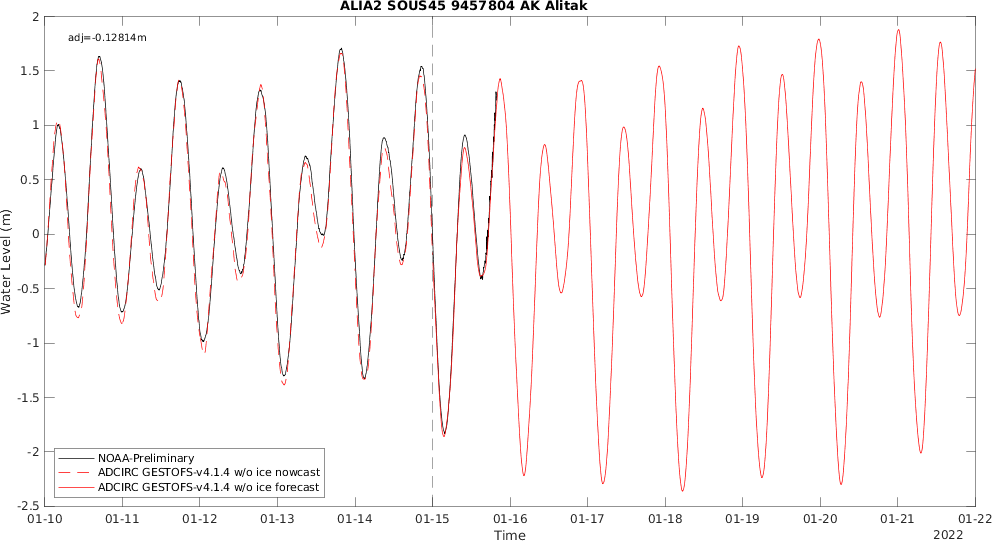 ALIA2 SOUS45 9457804 AK Alitak
adj=-0.12814m
2
1.5
1
0.5
0
-0.5
-1
-1.5
-2
-2.5
Water Level (m)
NOAA-Preliminary
ADCIRC GESTOFS-v4.1.4 w/o ice nowcast
ADCIRC GESTOFS-v4.1.4 w/o ice forecast
01-10 01-11 01-12 01-13 01-14 01-15 01-16 01-17 01-18 01-19 01-20 01-21 01-22
Time
2022